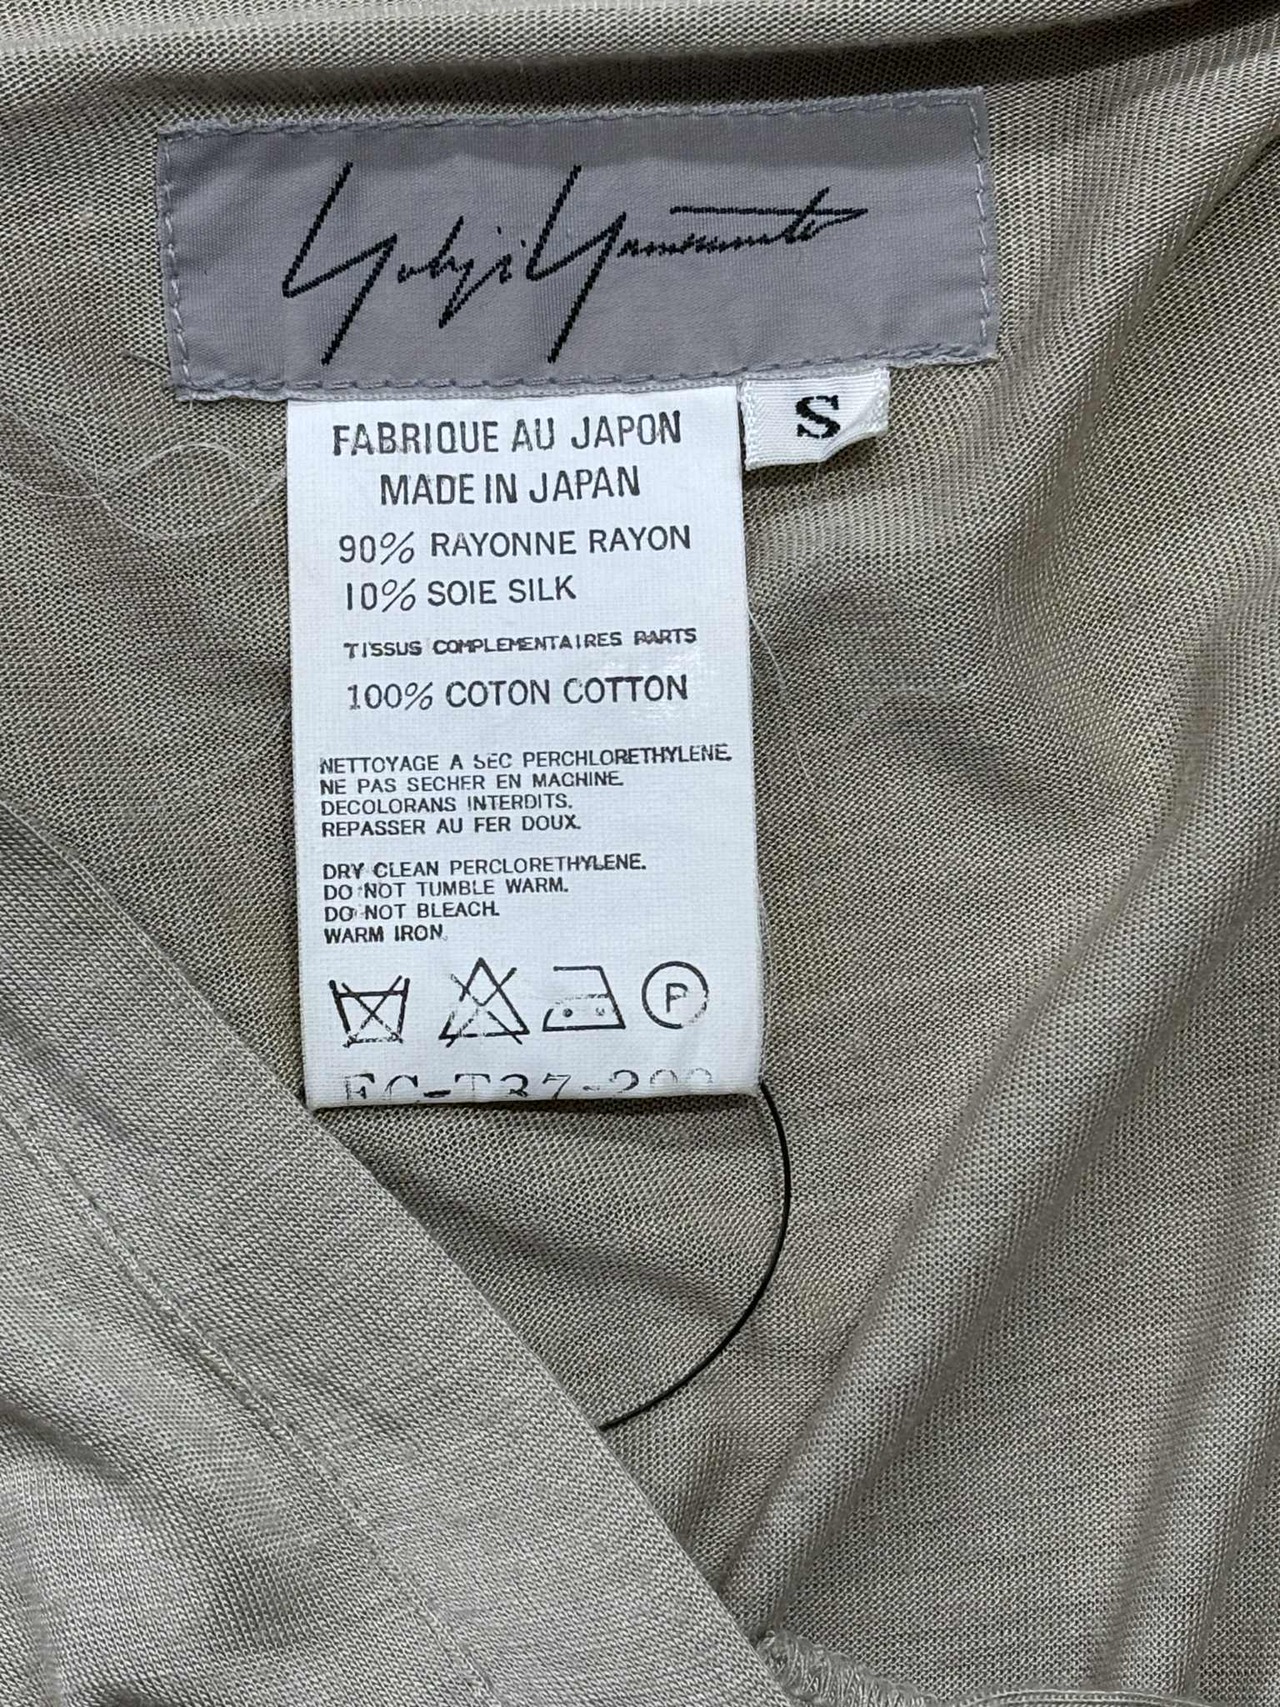 Yohji Yamamoto
S
FABRIQUE AU JAPON
MADE IN JAPAN
90% RAYONNE RAYON
10% SOIE SILK
TISSUS COMPLEMENTAIRES PARTS
100% COTON COTTON
NETTOYAGE A SEC PERCHLORETHYLENE.
NE PAS SECHER EN MACHINE.
DECOLORANS INTERDITS.
REPASSER AU FER DOUX.
DRY CLEAN PERCLORETHYLENE.
DO NOT TUMBLE WARM.
DO NOT BLEACH.
WARM IRON.
P